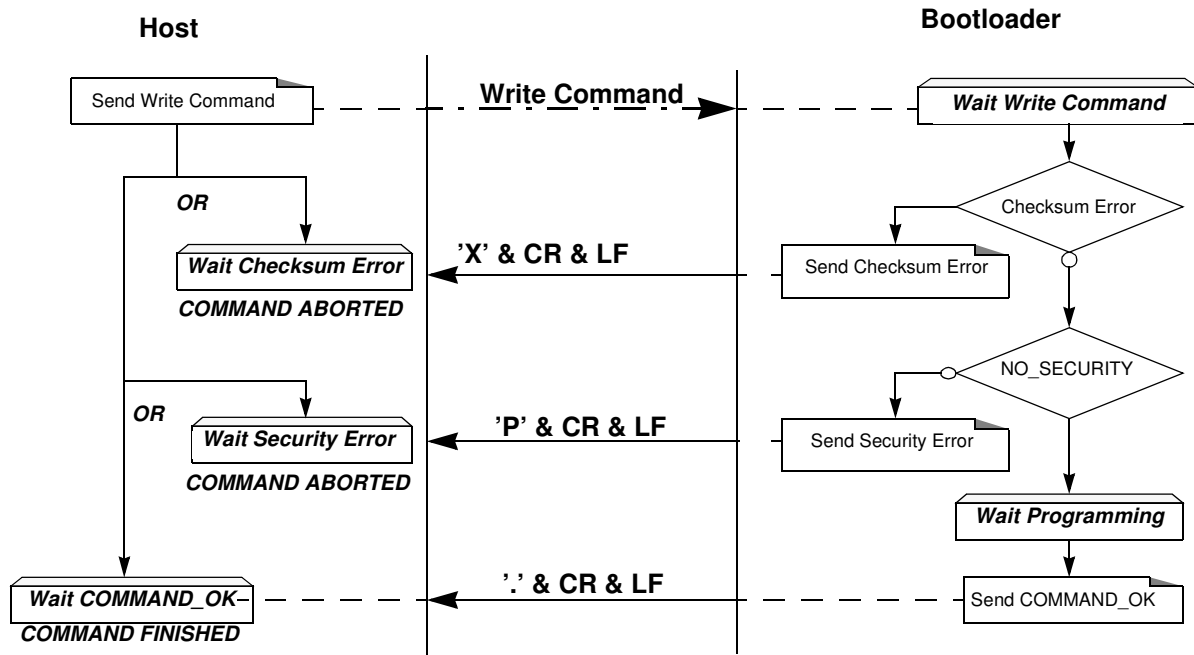 Host
Bootloader
Send Write Command
Write Command
Wait Write Command
OR
Checksum Error
Wait Checksum Error
’X’ & CR & LF
Send Checksum Error
COMMAND ABORTED
NO_SECURITY
OR
Wait Security Error
’P’ & CR & LF
Send Security Error
COMMAND ABORTED
Wait Programming
Wait COMMAND_OK
’.’ & CR & LF
Send COMMAND_OK
COMMAND FINISHED